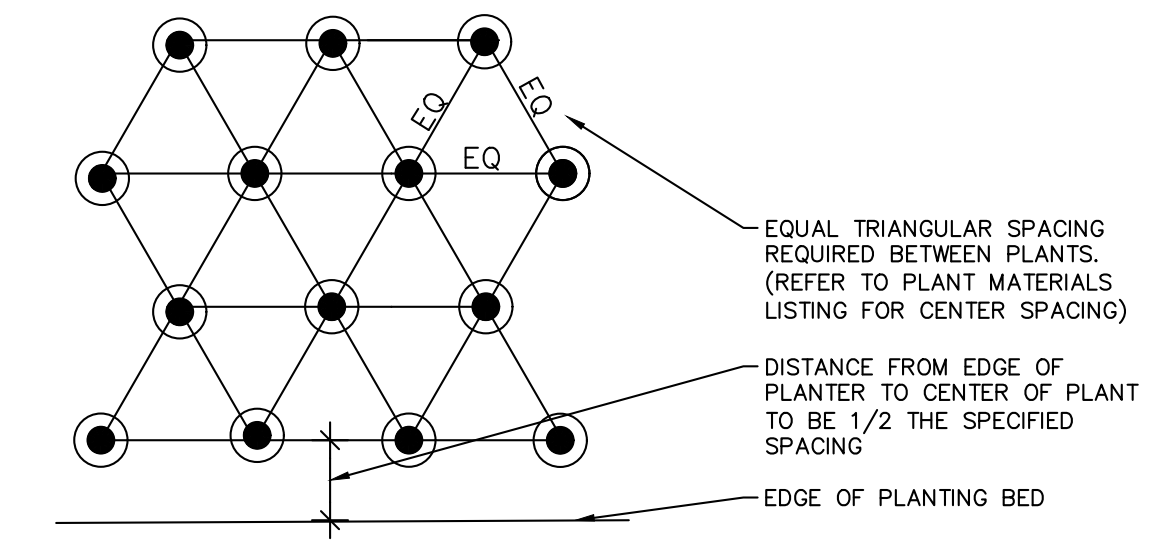 EQ
EQ
EQ
EQUAL TRIANGULAR SPACING
REQUIRED BETWEEN PLANTS.
(REFER TO PLANT MATERIALS
LISTING FOR CENTER SPACING)
DISTANCE FROM EDGE OF
PLANTER TO CENTER OF PLANT
TO BE 1/2 THE SPECIFIED
SPACING
EDGE OF PLANTING BED